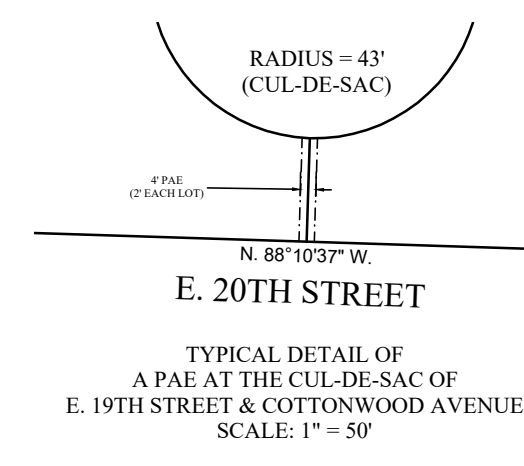 RADIUS = 43'
(CUL-DE-SAC)
4' PAE
(2' EACH LOT)
N. 88°10'37" W.
E. 20TH STREET
TYPICAL DETAIL OF
A PAE AT THE CUL-DE-SAC OF
E. 19TH STREET & COTTONWOOD AVENUE
SCALE: 1" = 50'